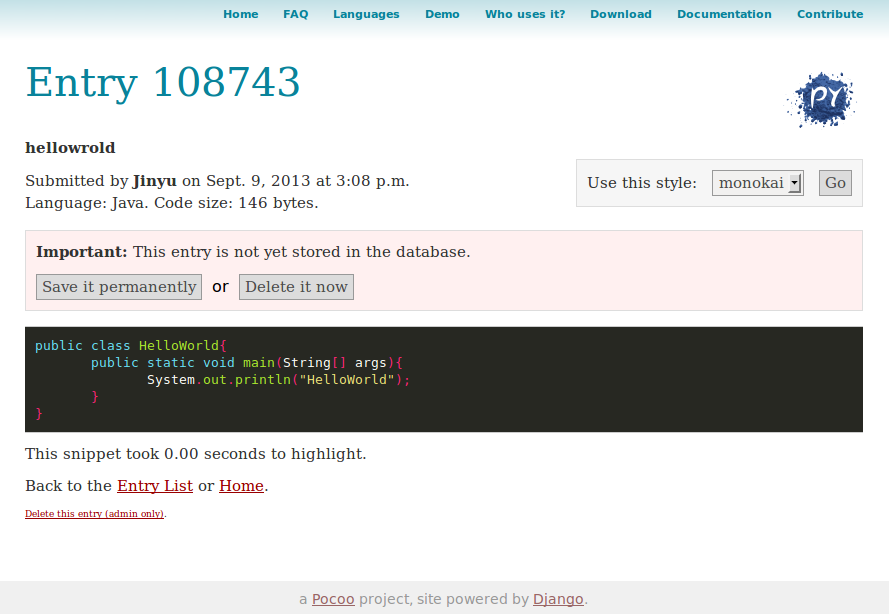 Home FAQ Languages Demo Who uses it? Download Documentation Contribute
Entry 108743
PY
hellowrold
Submitted by Jinyu on Sept. 9, 2013 at 3:08 p.m.
Language: Java. Code size: 146 bytes.
Use this style: monokai Go
Important: This entry is not yet stored in the database.
Save it permanently or Delete it now
public class HelloWorld{
        public static void main(String[] args){
                System.out.println("HelloWorld");
        }
}
This snippet took 0.00 seconds to highlight.
Back to the Entry List or Home.
Delete this entry (admin only).
a Pocoo project, site powered by Django.